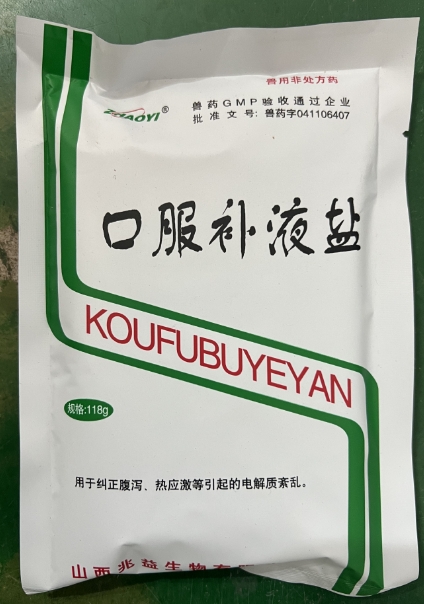 兽用非处方药
ZHAOYI®
兽药GMP验收通过企业
批准文号:兽药字041106407
口服补液盐
KOUFUBUYEYAN
规格:118g
用于纠正腹泻、热应激等引起的电解质紊乱。
山西兆益生物有